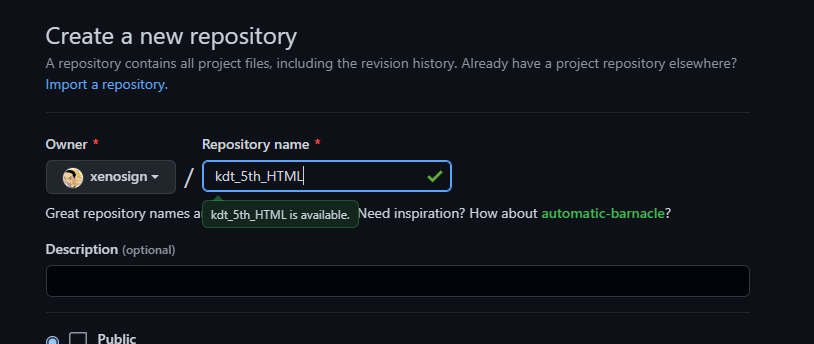 Create a new repository
A repository contains all project files, including the revision history. Already have a project repository elsewhere?
Import a repository.
Owner * Repository name *
xenosign / kdt_5th_HTML
Great repository names a Need inspiration? How about automatic-barnacle?
kdt_5th_HTML is available.
Description (optional)
Public